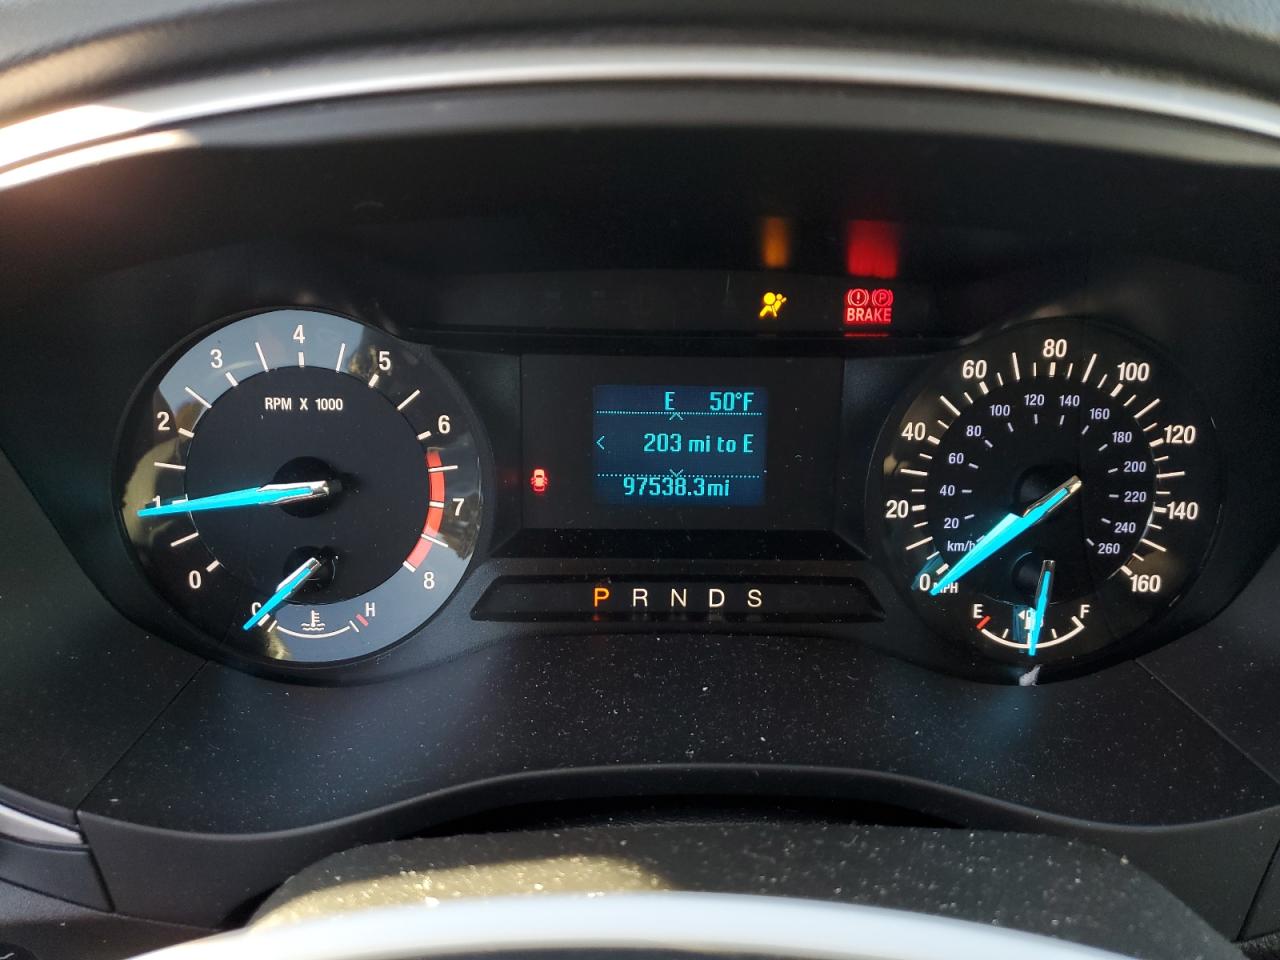 BRAKE
E 50°F
203 mi to E
97538.3mi
P R N D S
RPM X 1000
0 1 2 3 4 5 6 7 8
C H
0 20 40 60 80 100 120 140 160
MPH
20 40 60 80 100 120 140 160 180 200 220 240 260
km/h
E F